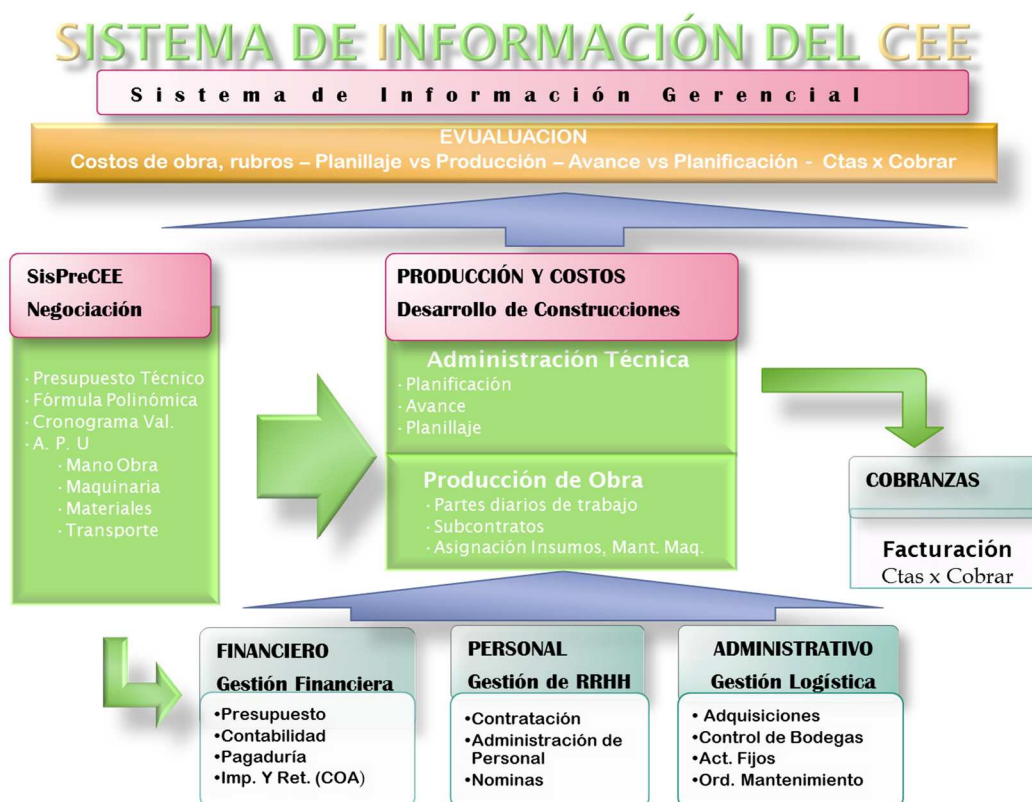 SISTEMA DE INFORMACIÓN DEL CEE
Sistema de Información Gerencial
EVUALUACION
Costos de obra, rubros – Planillaje vs Producción – Avance vs Planificación - Ctas x Cobrar
SisPreCEE
Negociación
· Presupuesto Técnico
· Fórmula Polinómica
· Cronograma Val.
· A. P. U
· Mano Obra
· Maquinaria
· Materiales
· Transporte
PRODUCCIÓN Y COSTOS
Desarrollo de Construcciones
Administración Técnica
· Planificación
· Avance
· Planillaje
Producción de Obra
· Partes diarios de trabajo
· Subcontratos
· Asignación Insumos, Mant. Maq.
COBRANZAS
Facturación
Ctas x Cobrar
FINANCIERO
Gestión Financiera
•Presupuesto
•Contabilidad
•Pagaduría
•Imp. Y Ret. (COA)
PERSONAL
Gestión de RRHH
•Contratación
•Administración de
Personal
•Nominas
ADMINISTRATIVO
Gestión Logística
• Adquisiciones
•Control de Bodegas
•Act. Fijos
•Ord. Mantenimiento